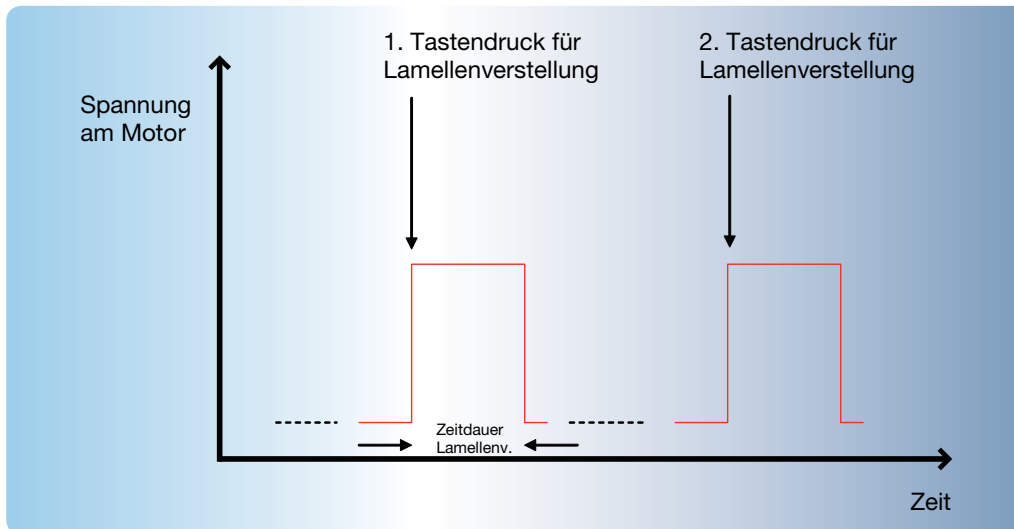 1. Tastendruck für
Lamellenverstellung
2. Tastendruck für
Lamellenverstellung
Spannung
am Motor
Zeitdauer
Lamellenv.
Zeit